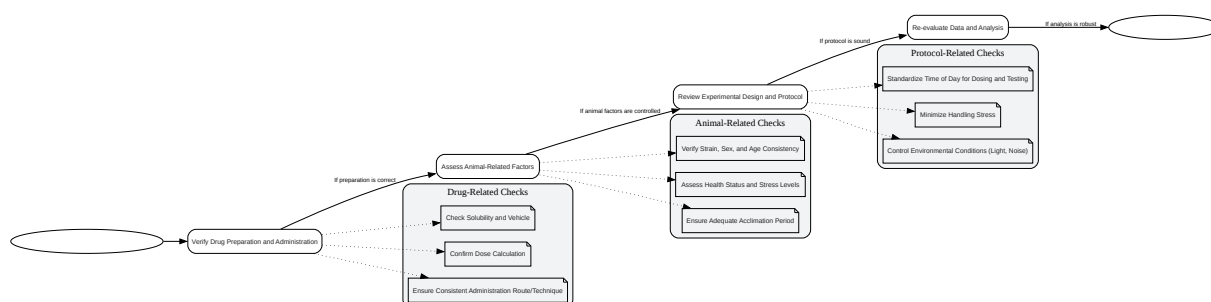 Verify Drug Preparation and Administration
If preparation is correct
Drug-Related Checks
Check Solubility and Vehicle
Confirm Dose Calculation
Ensure Consistent Administration Route/Technique
Assess Animal-Related Factors
If animal factors are controlled
Animal-Related Checks
Verify Strain, Sex, and Age Consistency
Assess Health Status and Stress Levels
Ensure Adequate Acclimation Period
Review Experimental Design and Protocol
If protocol is sound
Protocol-Related Checks
Standardize Time of Day for Dosing and Testing
Minimize Handling Stress
Control Environmental Conditions (Light, Noise)
Re-evaluate Data and Analysis
If analysis is robust